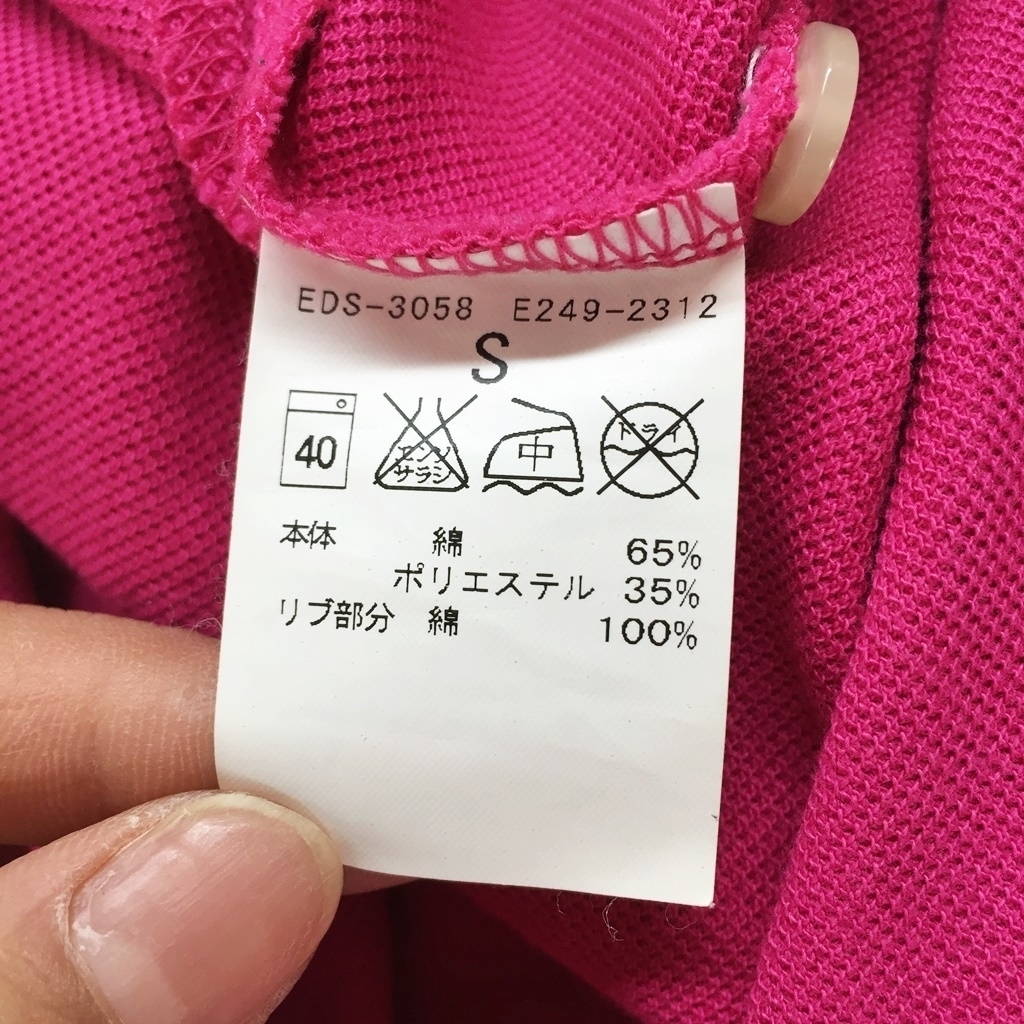 EDS-3058 E249-2312
S
40 エンソサラシ 中 ドライ
本体 綿 65%
ポリエステル 35%
リブ部分 綿 100%